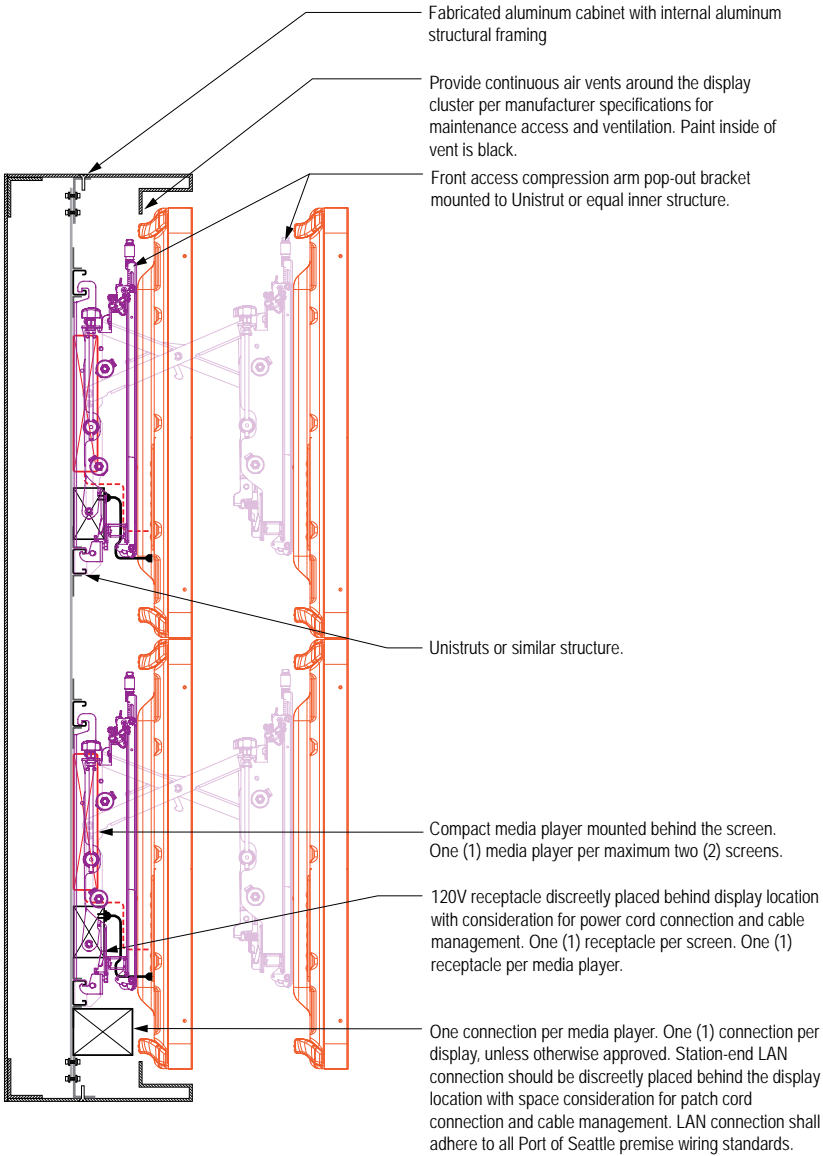 Fabricated aluminum cabinet with internal aluminum
structural framing
Provide continuous air vents around the display
cluster per manufacturer specifications for
maintenance access and ventilation. Paint inside of
vent is black.
Front access compression arm pop-out bracket
mounted to Unistrut or equal inner structure.
Unistruts or similar structure.
Compact media player mounted behind the screen.
One (1) media player per maximum two (2) screens.
120V receptacle discreetly placed behind display location
with consideration for power cord connection and cable
management. One (1) receptacle per screen. One (1)
receptacle per media player.
One connection per media player. One (1) connection per
display, unless otherwise approved. Station-end LAN
connection should be discreetly placed behind the display
location with space consideration for patch cord
connection and cable management. LAN connection shall
adhere to all Port of Seattle premise wiring standards.